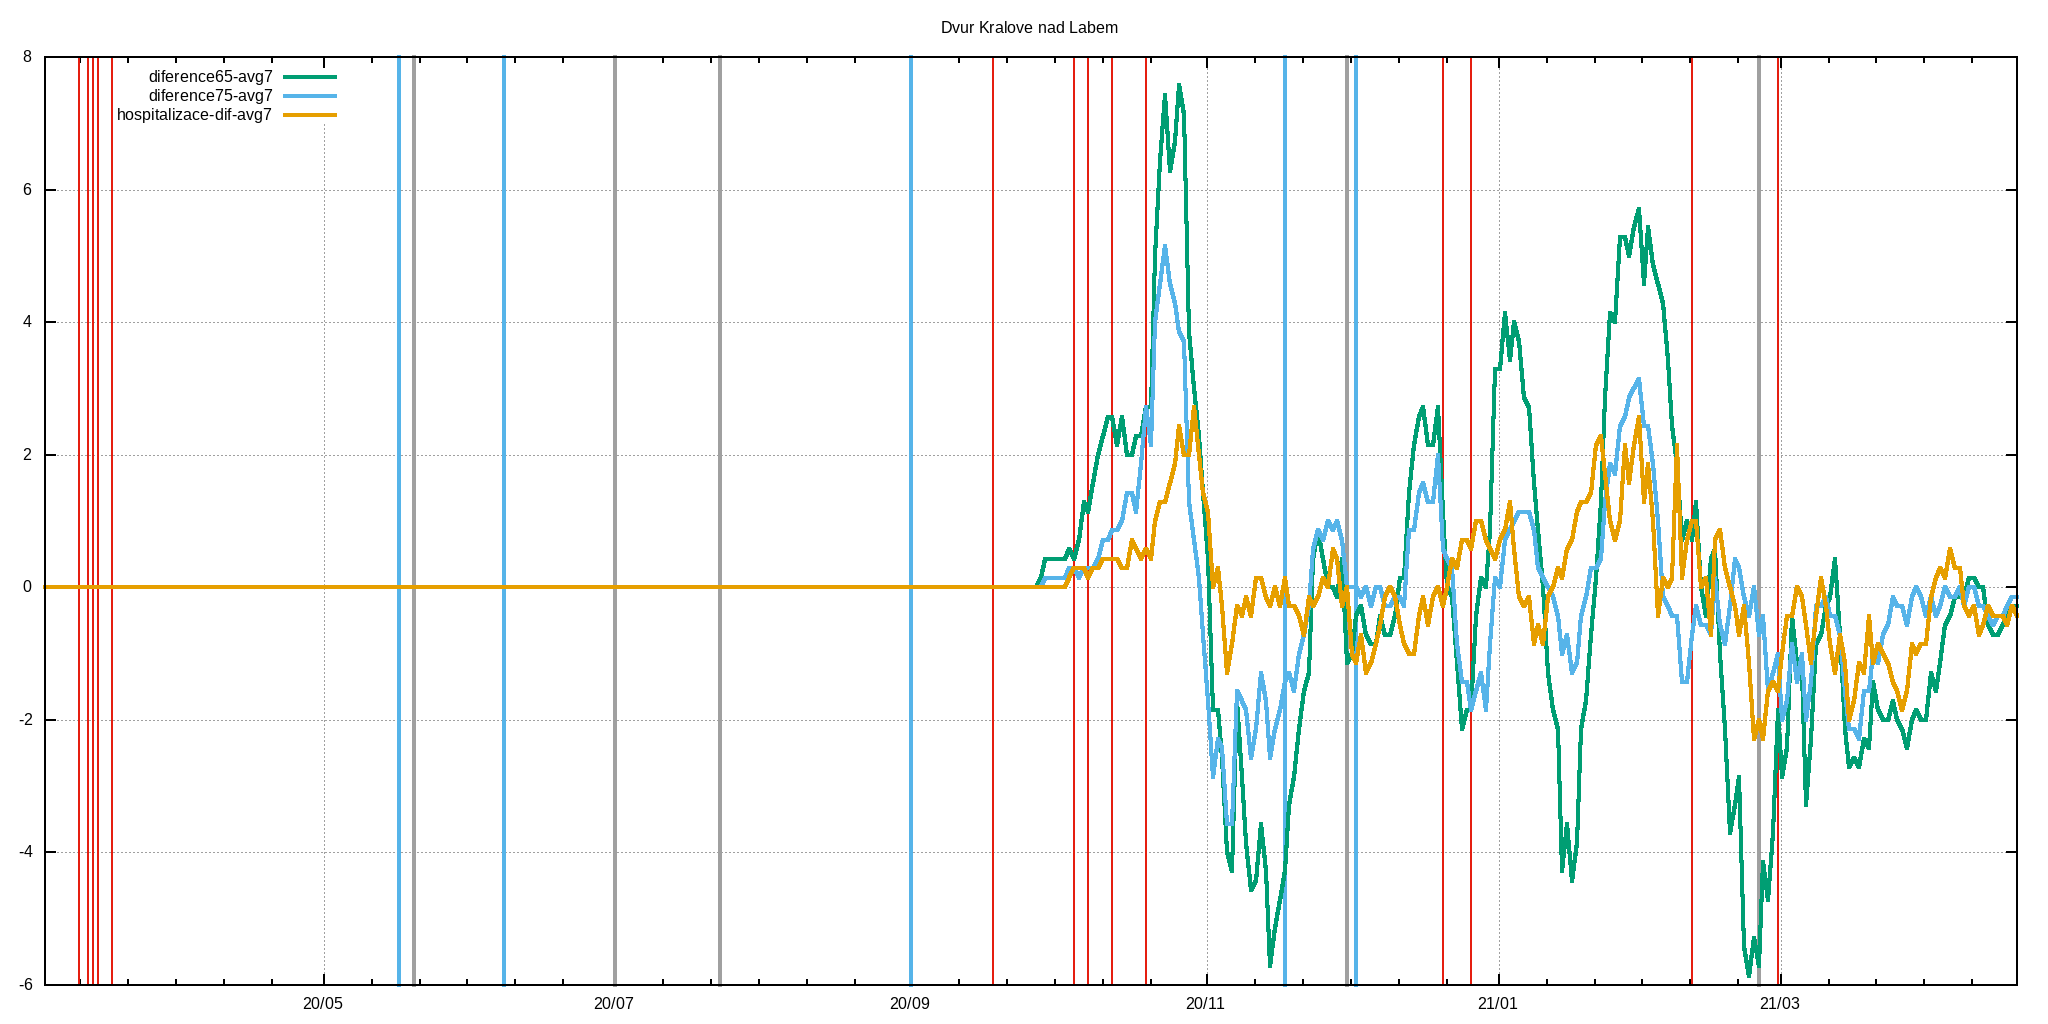 Dvur Kralove nad Labem
8
6
4
2
0
-2
-4
-6
diference65-avg7
diference75-avg7
hospitalizace-dif-avg7
20/05 20/07 20/09 20/11 21/01 21/03